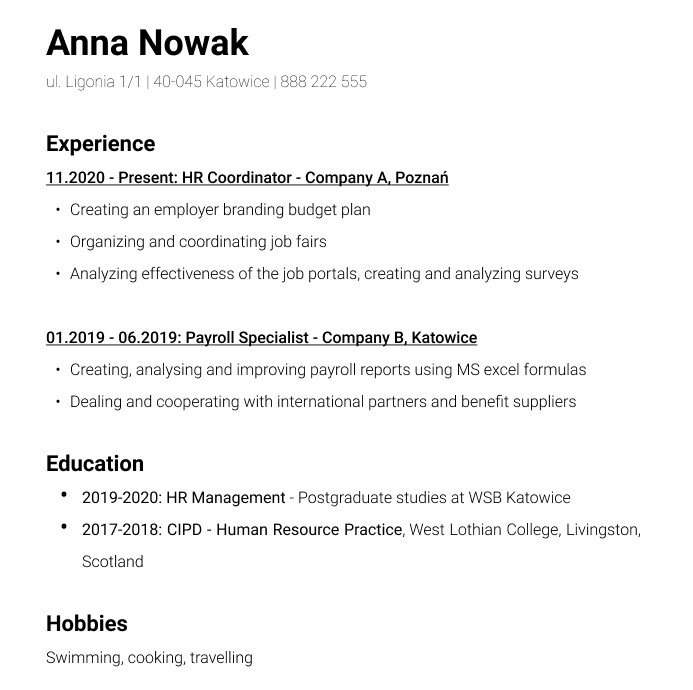 Anna Nowak
ul. Ligonia 1/1 | 40-045 Katowice | 888 222 555
Experience
11.2020 - Present: HR Coordinator - Company A, Poznań
• Creating an employer branding budget plan
• Organizing and coordinating job fairs
• Analyzing effectiveness of the job portals, creating and analyzing surveys
01.2019 - 06.2019: Payroll Specialist - Company B, Katowice
• Creating, analysing and improving payroll reports using MS excel formulas
• Dealing and cooperating with international partners and benefit suppliers
Education
• 2019-2020: HR Management - Postgraduate studies at WSB Katowice
• 2017-2018: CIPD - Human Resource Practice, West Lothian College, Livingston,
Scotland
Hobbies
Swimming, cooking, travelling